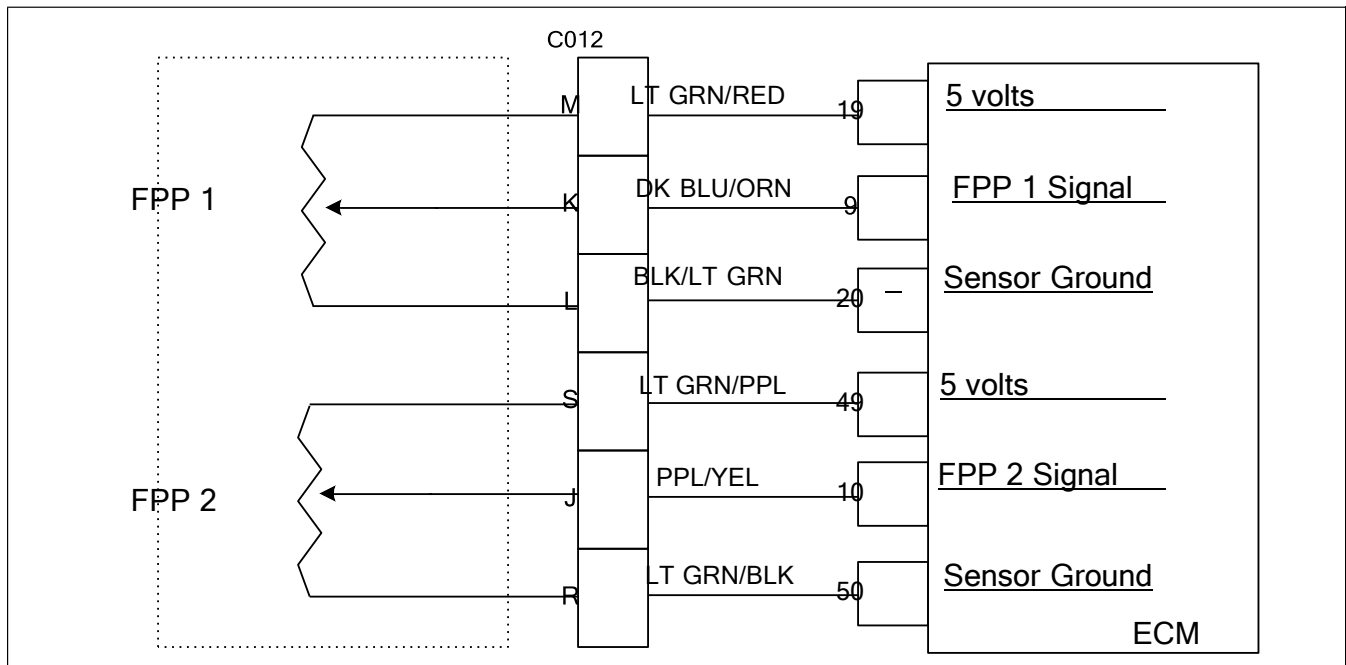 C012
M LT GRN/RED 19 5 volts
FPP 1 K DK BLU/ORN 9 FPP 1 Signal
L BLK/LT GRN 20 – Sensor Ground
S LT GRN/PPL 49 5 volts
FPP 2 J PPL/YEL 10 FPP 2 Signal
R LT GRN/BLK 50 Sensor Ground
ECM